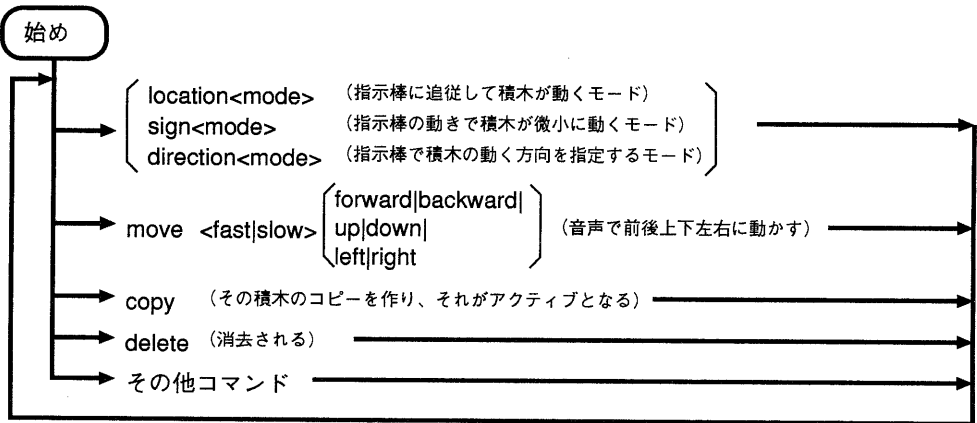 始め
location<mode> （指示棒に追従して積木が動くモード）
sign<mode> （指示棒の動きで積木が微小に動くモード）
direction<mode> （指示棒で積木の動く方向を指定するモード）
move <fast|slow> forward|backward|
up|down|
left|right
（音声で前後上下左右に動かす）
copy （その積木のコピーを作り、それがアクティブとなる）
delete （消去される）
その他コマンド